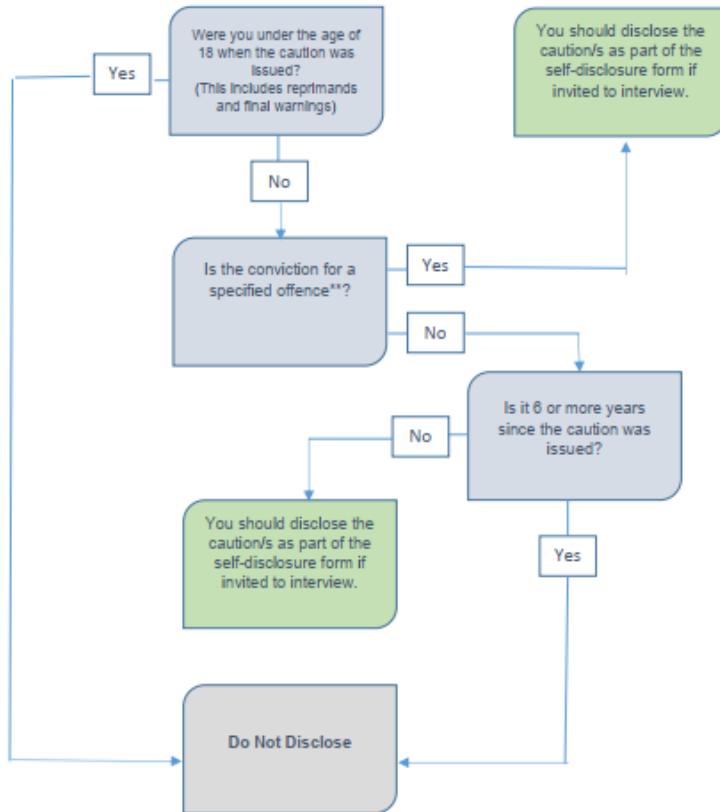 Were you under the age of
18 when the caution was
issued?
(This includes reprimands
and final warnings)
Yes
You should disclose the
caution/s as part of the
self-disclosure form if
invited to interview.
No
Is the conviction for a
specified offence**?
Yes
No
Is it 6 or more years
since the caution was
issued?
No
You should disclose the
caution/s as part of the
self-disclosure form if
invited to interview.
Yes
Do Not Disclose